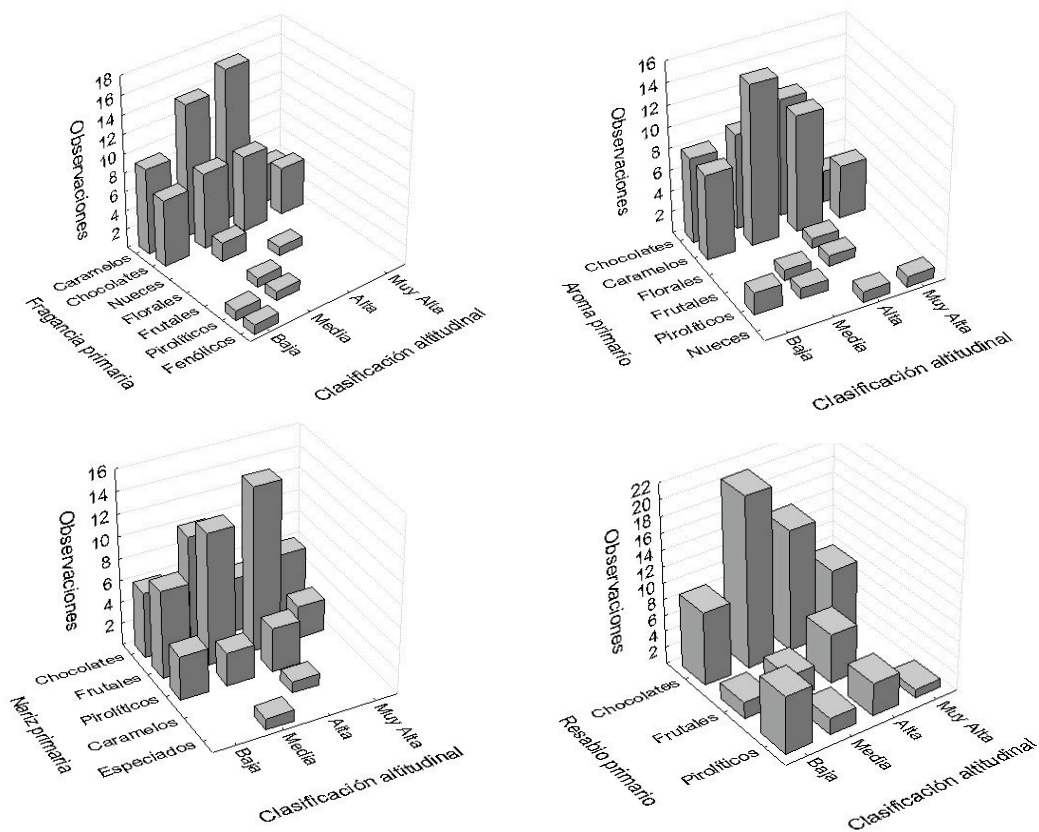 18
16
14
12
10
8
6
4
2
Observaciones
Caramelos
Chocolates
Nueces
Florales
Frutales
Pirolíticos
Fenólicos
Fragancia primaria
Baja
Media
Alta
Muy Alta
Clasificación altitudinal
16
14
12
10
8
6
4
2
Observaciones
Chocolates
Caramelos
Florales
Frutales
Pirolíticos
Nueces
Aroma primario
Baja
Media
Alta
Muy Alta
Clasificación altitudinal
16
14
12
10
8
6
4
2
Observaciones
Chocolates
Frutales
Pirolíticos
Caramelos
Especiados
Nariz primaria
Baja
Media
Alta
Muy Alta
Clasificación altitudinal
22
20
18
16
14
12
10
8
6
4
2
Observaciones
Chocolates
Frutales
Pirolíticos
Resabio primario
Baja
Media
Alta
Muy Alta
Clasificación altitudinal